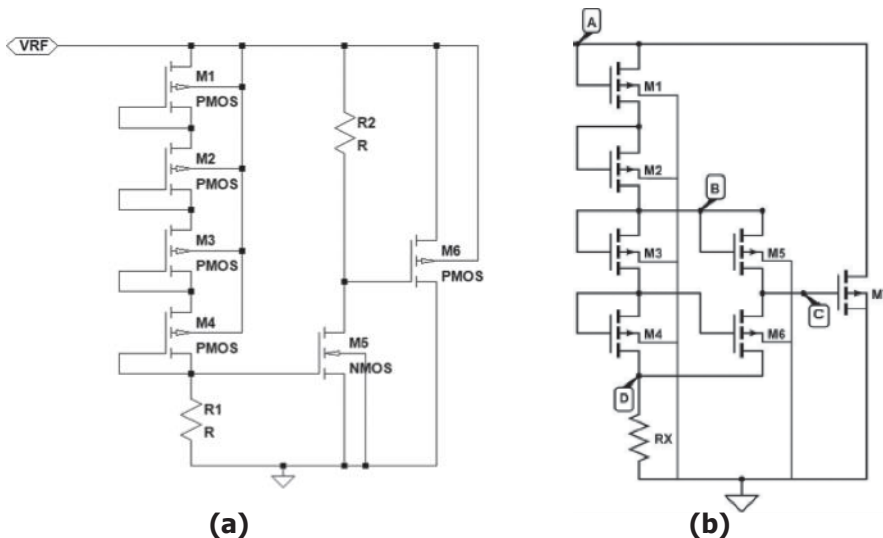 VRF
M1
PMOS
M2
PMOS
M3
PMOS
M4
PMOS
R1
R
R2
R
M5
NMOS
M6
PMOS
(a)
A
M1
M2
B
M3
M5
M
C
M4
M6
D
RX
(b)